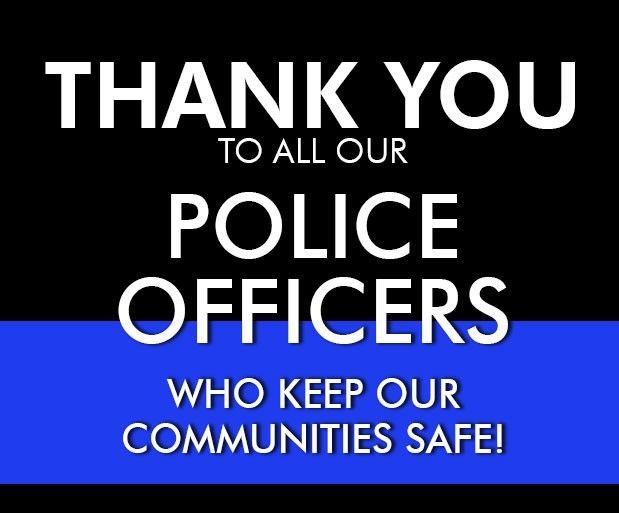 THANK YOU
TO ALL OUR
POLICE
OFFICERS
WHO KEEP OUR
COMMUNITIES SAFE!